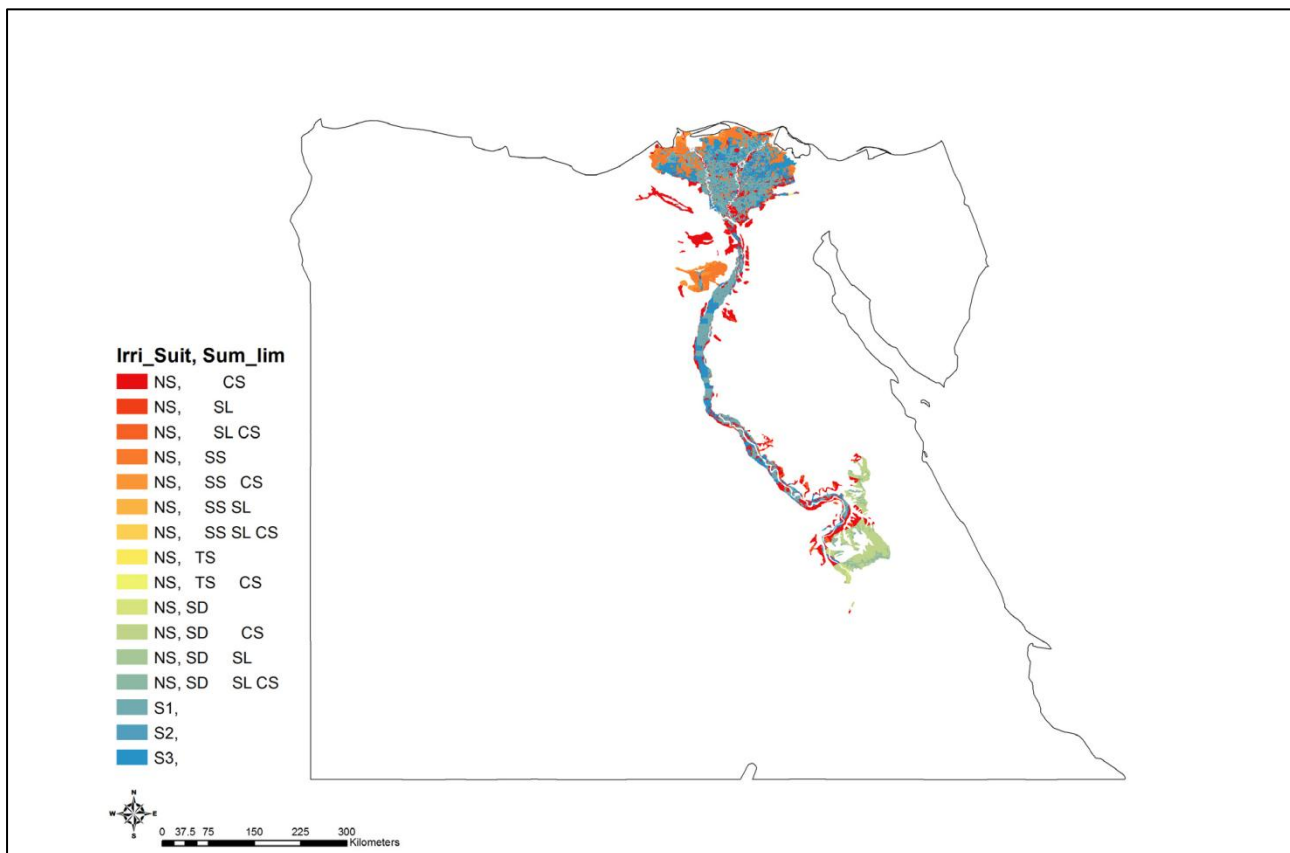 Irri_Suit, Sum_lim
NS, CS
NS, SL
NS, SL CS
NS, SS
NS, SS CS
NS, SS SL
NS, SS SL CS
NS, TS
NS, TS CS
NS, SD
NS, SD CS
NS, SD SL
NS, SD SL CS
S1,
S2,
S3,
N
W E
S
0 37.5 75 150 225 300
Kilometers